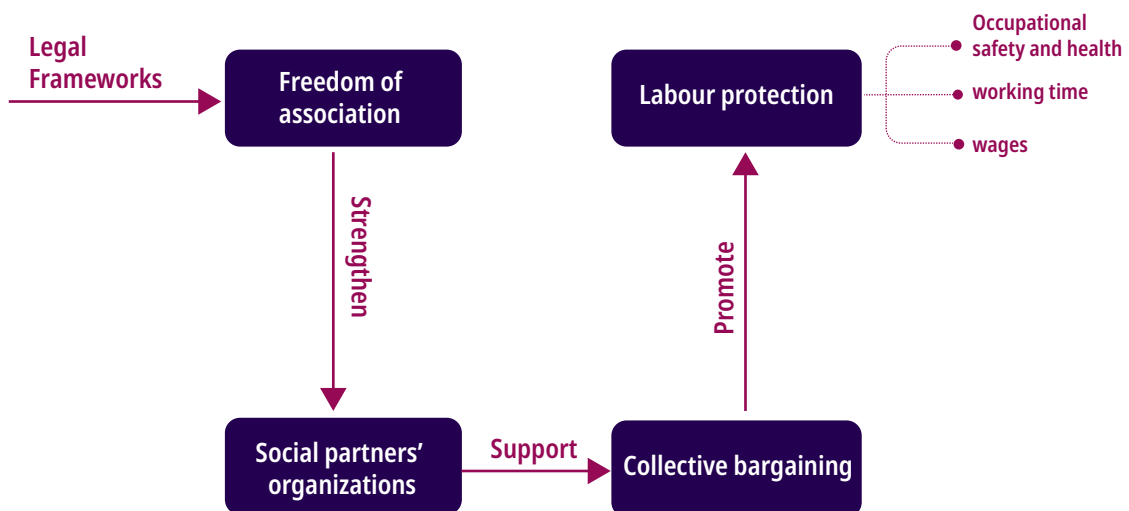 Legal
Frameworks
Freedom of
association
Strengthen
Social partners’
organizations
Support
Collective bargaining
Promote
Labour protection
Occupational
safety and health
working time
wages